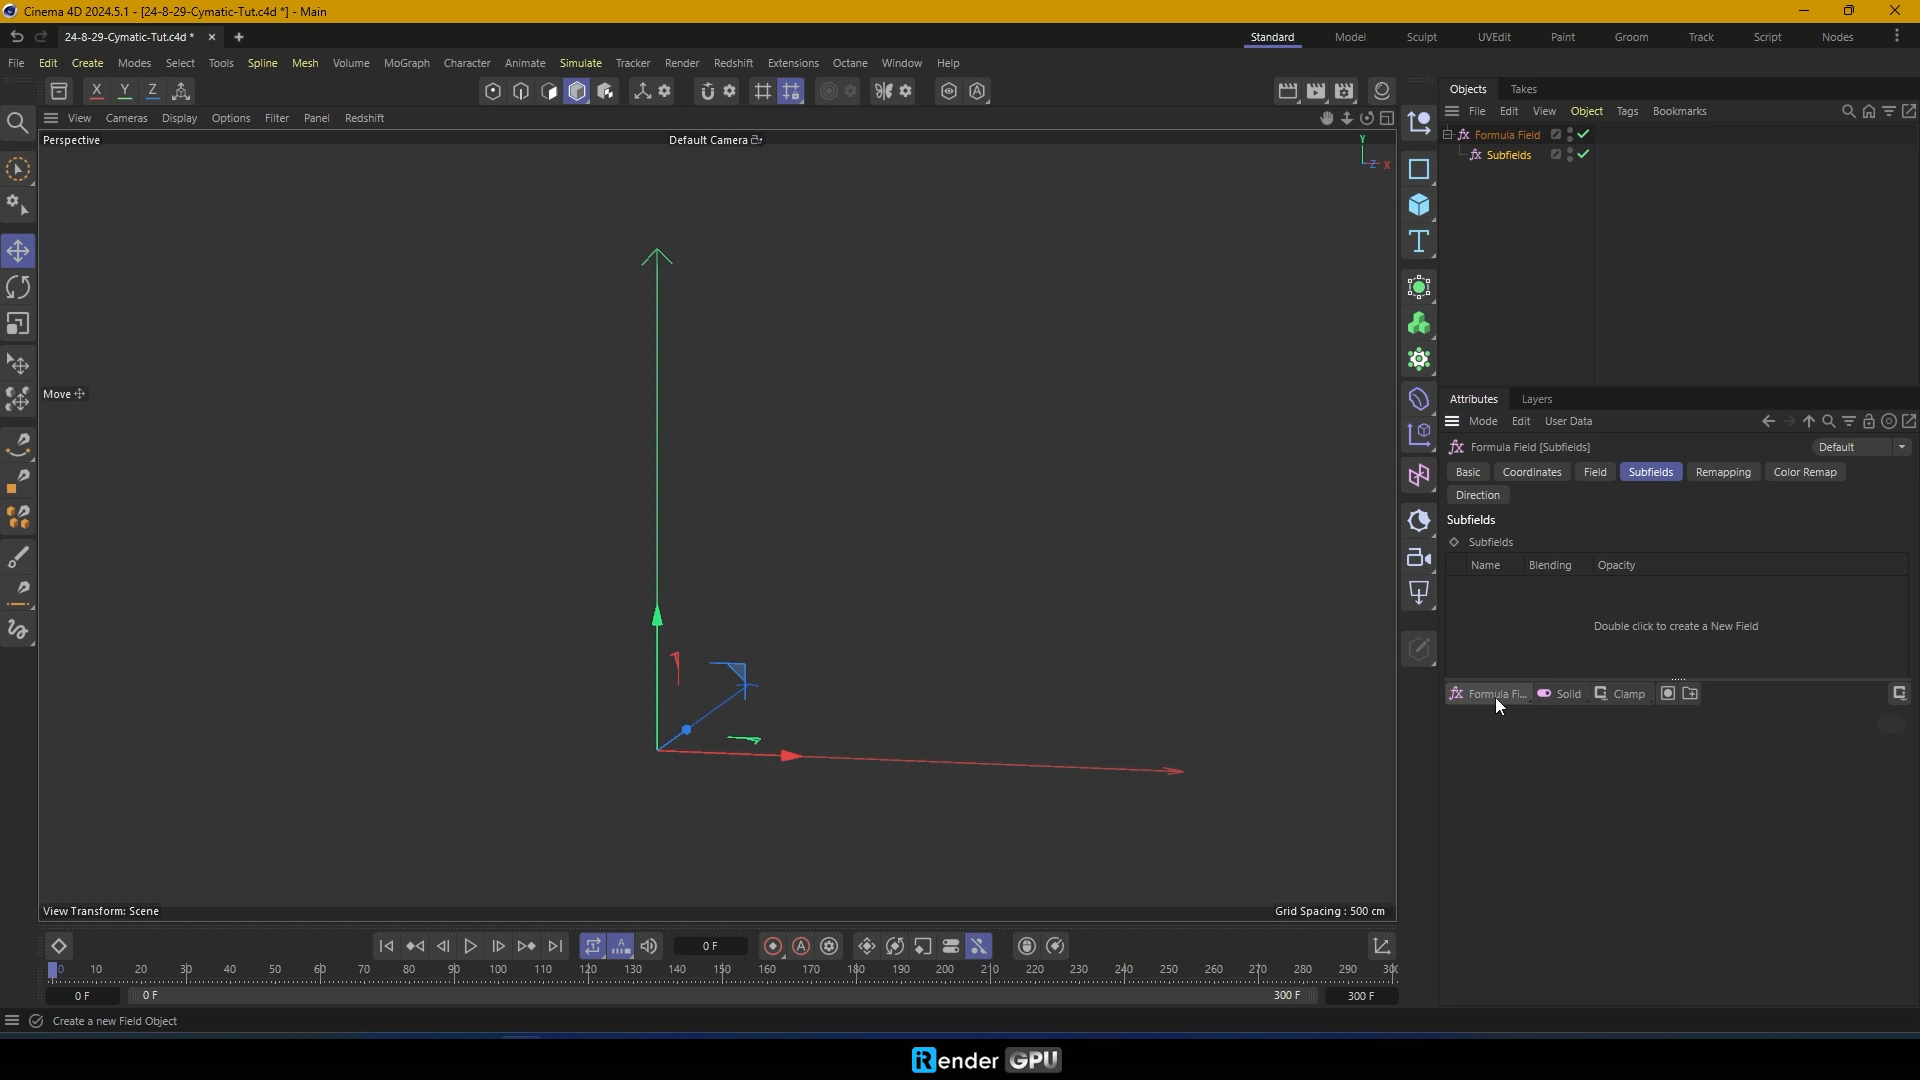 Cinema 4D 2024.5.1 - [24-8-29-Cymatic-Tut.c4d *] - Main
24-8-29-Cymatic-Tut.c4d *
Standard Model Sculpt UVEdit Paint Groom Track Script Nodes
File Edit Create Modes Select Tools Spline Mesh Volume MoGraph Character Animate Simulate Tracker Render Redshift Extensions Octane Window Help
X Y Z
Objects Takes
File Edit View Object Tags Bookmarks
View Cameras Display Options Filter Panel Redshift
Perspective
Default Camera
Y
Z X
Formula Field
Subfields
Move
Attributes Layers
Mode Edit User Data
Formula Field [Subfields]
Default
Basic Coordinates Field Subfields Remapping Color Remap
Direction
Subfields
Subfields
Name Blending Opacity
Double click to create a New Field
Formula Fi... Solid Clamp
View Transform: Scene
Grid Spacing : 500 cm
0 F
0 10 20 30 40 50 60 70 80 90 100 110 120 130 140 150 160 170 180 190 200 210 220 230 240 250 260 270 280 290 30
0 F 0 F 300 F 300 F
Create a new Field Object
iRender GPU